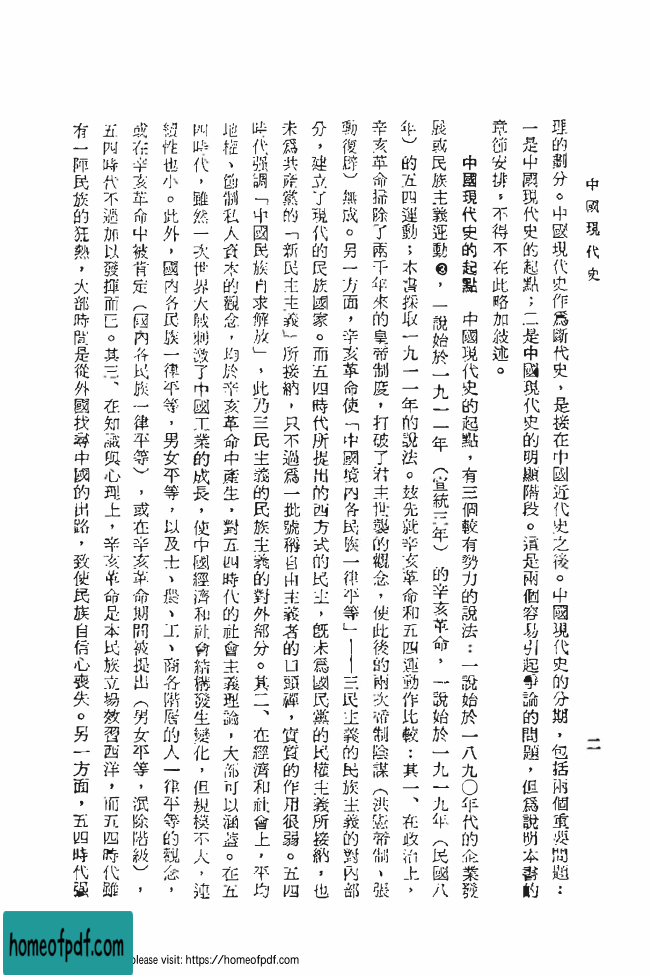 中國現代史
二
理的劃分。中國現代史作爲斷代史，是接在中國近代史之後。中國現代史的分期，包括兩個重要問題：
一是中國現代史的起點；二是中國現代史的明顯階段。這是兩個容易引起爭論的問題，但爲說明本書的
章節安排，不得不在此略加敍述。
中國現代史的起點　中國現代史的起點，有三個較有勢力的說法：一說始於一八九〇年代的企業發
展或民族主義運動❸，一說始於一九一一年（宣統三年）的辛亥革命，一說始於一九一九年（民國八
年）的五四運動；本書採取一九一一年的說法。玆先就辛亥革命和五四運動作比較：其一、在政治上，
辛亥革命掃除了兩千年來的皇帝制度，打破了君主世襲的觀念，使此後的兩次帝制陰謀（洪憲帝制、張
勳復辟）無成。另一方面，辛亥革命使「中國境內各民族一律平等」——三民主義的民族主義的對內部
分，建立了現代的民族國家。而五四時代所提出的西方式的民主，旣未爲國民黨的民權主義所接納，也
未爲共產黨的「新民主主義」所接納，只不過爲一批號稱自由主義者的口頭禪，實質的作用很弱。五四
時代强調「中國民族自求解放」，此乃三民主義的民族主義的對外部分。其二、在經濟和社會上，平均
地權、節制私人資本的觀念，均於辛亥革命中產生，對五四時代的社會主義理論，大部可以涵蓋。在五
四時代，雖然一次世界大戰刺激了中國工業的成長，使中國經濟和社會結構發生變化，但規模不大，連
續性也小。此外，國內各民族一律平等，男女平等，以及士、農、工、商各階層的人一律平等的觀念，
或在辛亥革命中被肯定（國內各民族一律平等），或在辛亥革命期間被提出（男女平等，泯除階級），
五四時代不過加以發揮而已。其三、在知識與心理上，辛亥革命是本民族立場效習西洋，而五四時代雖
有一陣民族的狂熱，大部時間是從外國找尋中國的出路，致使民族自信心喪失。另一方面，五四時代强
homeofpdf.com
please visit: https://homeofpdf.com